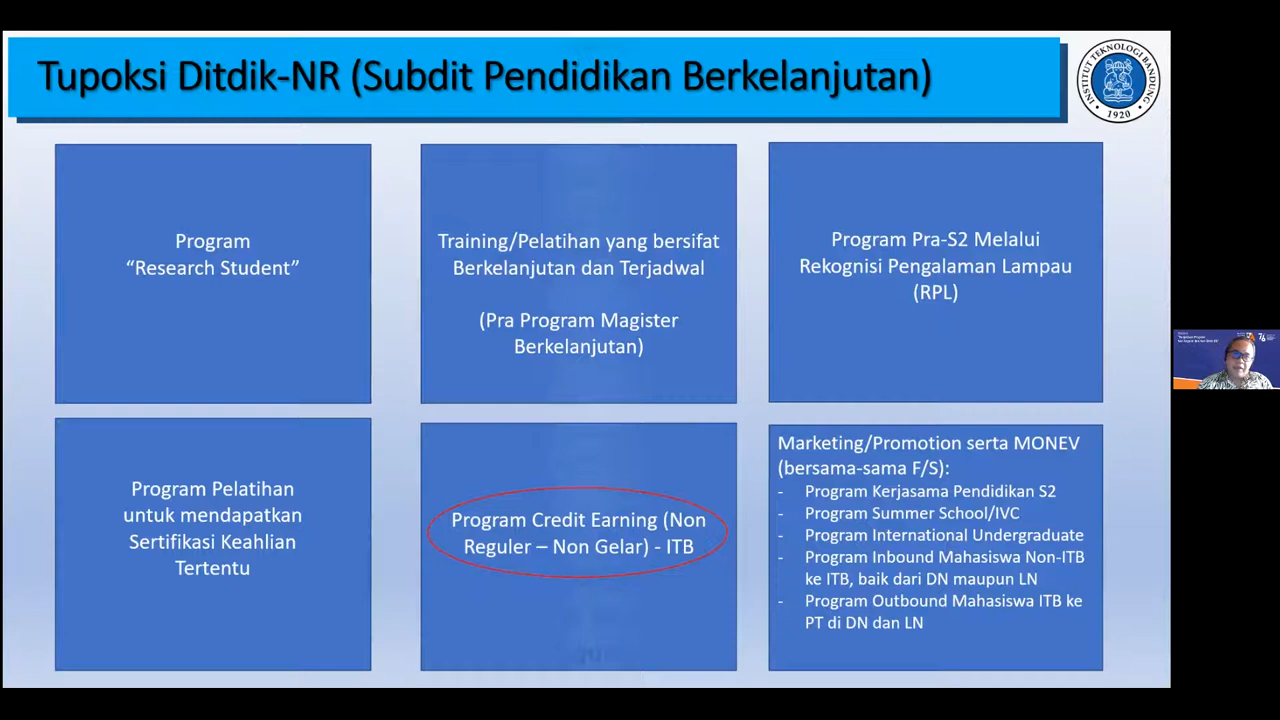 Tupoksi Ditdik-NR (Subdit Pendidikan Berkelanjutan)
INSTITUT TEKNOLOGI BANDUNG
1920
Program
“Research Student”
Training/Pelatihan yang bersifat
Berkelanjutan dan Terjadwal
(Pra Program Magister
Berkelanjutan)
Program Pra-S2 Melalui
Rekognisi Pengalaman Lampau
(RPL)
Program Pelatihan
untuk mendapatkan
Sertifikasi Keahlian
Tertentu
Program Credit Earning (Non
Reguler – Non Gelar) - ITB
Marketing/Promotion serta MONEV
(bersama-sama F/S):
- Program Kerjasama Pendidikan S2
- Program Summer School/IVC
- Program International Undergraduate
- Program Inbound Mahasiswa Non-ITB
ke ITB, baik dari DN maupun LN
- Program Outbound Mahasiswa ITB ke
PT di DN dan LN